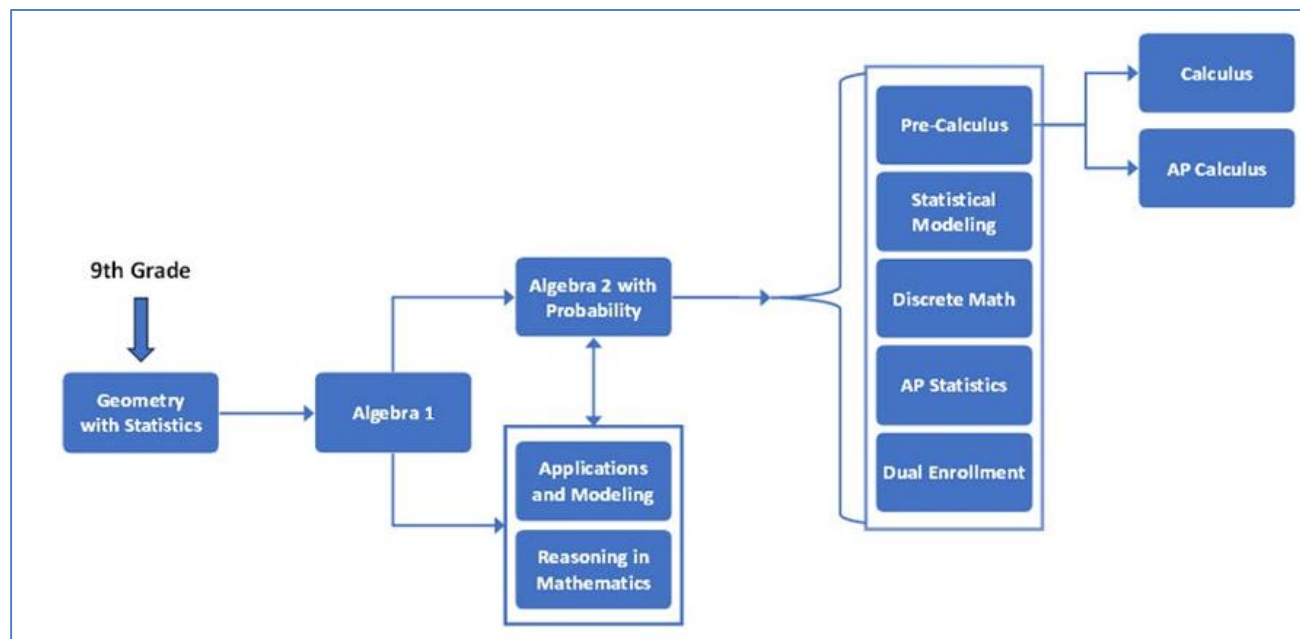 9th Grade
Geometry
with Statistics
Algebra 1
Algebra 2 with
Probability
Applications
and Modeling
Reasoning in
Mathematics
Pre-Calculus
Statistical
Modeling
Discrete Math
AP Statistics
Dual Enrollment
Calculus
AP Calculus